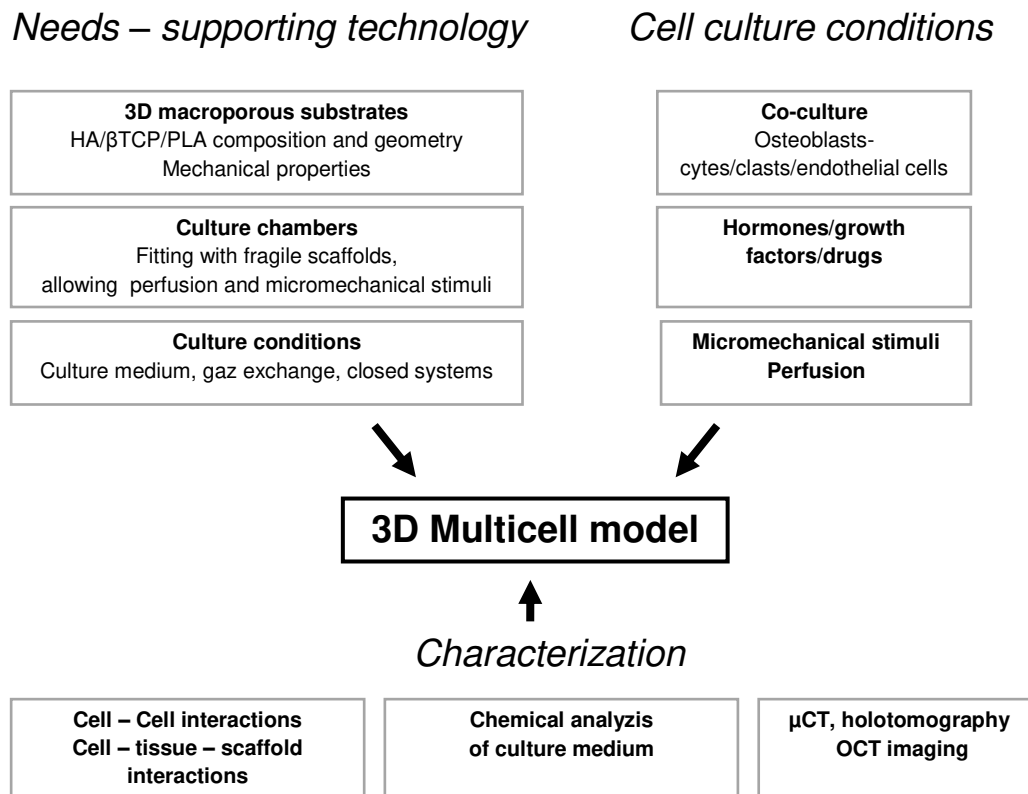 Needs – supporting technology
3D macroporous substrates
HA/βTCP/PLA composition and geometry
Mechanical properties
Culture chambers
Fitting with fragile scaffolds,
allowing perfusion and micromechanical stimuli
Culture conditions
Culture medium, gaz exchange, closed systems
Cell culture conditions
Co-culture
Osteoblasts-
cytes/clasts/endothelial cells
Hormones/growth
factors/drugs
Micromechanical stimuli
Perfusion
3D Multicell model
Characterization
Cell – Cell interactions
Cell – tissue – scaffold
interactions
Chemical analyzis
of culture medium
µCT, holotomography
OCT imaging